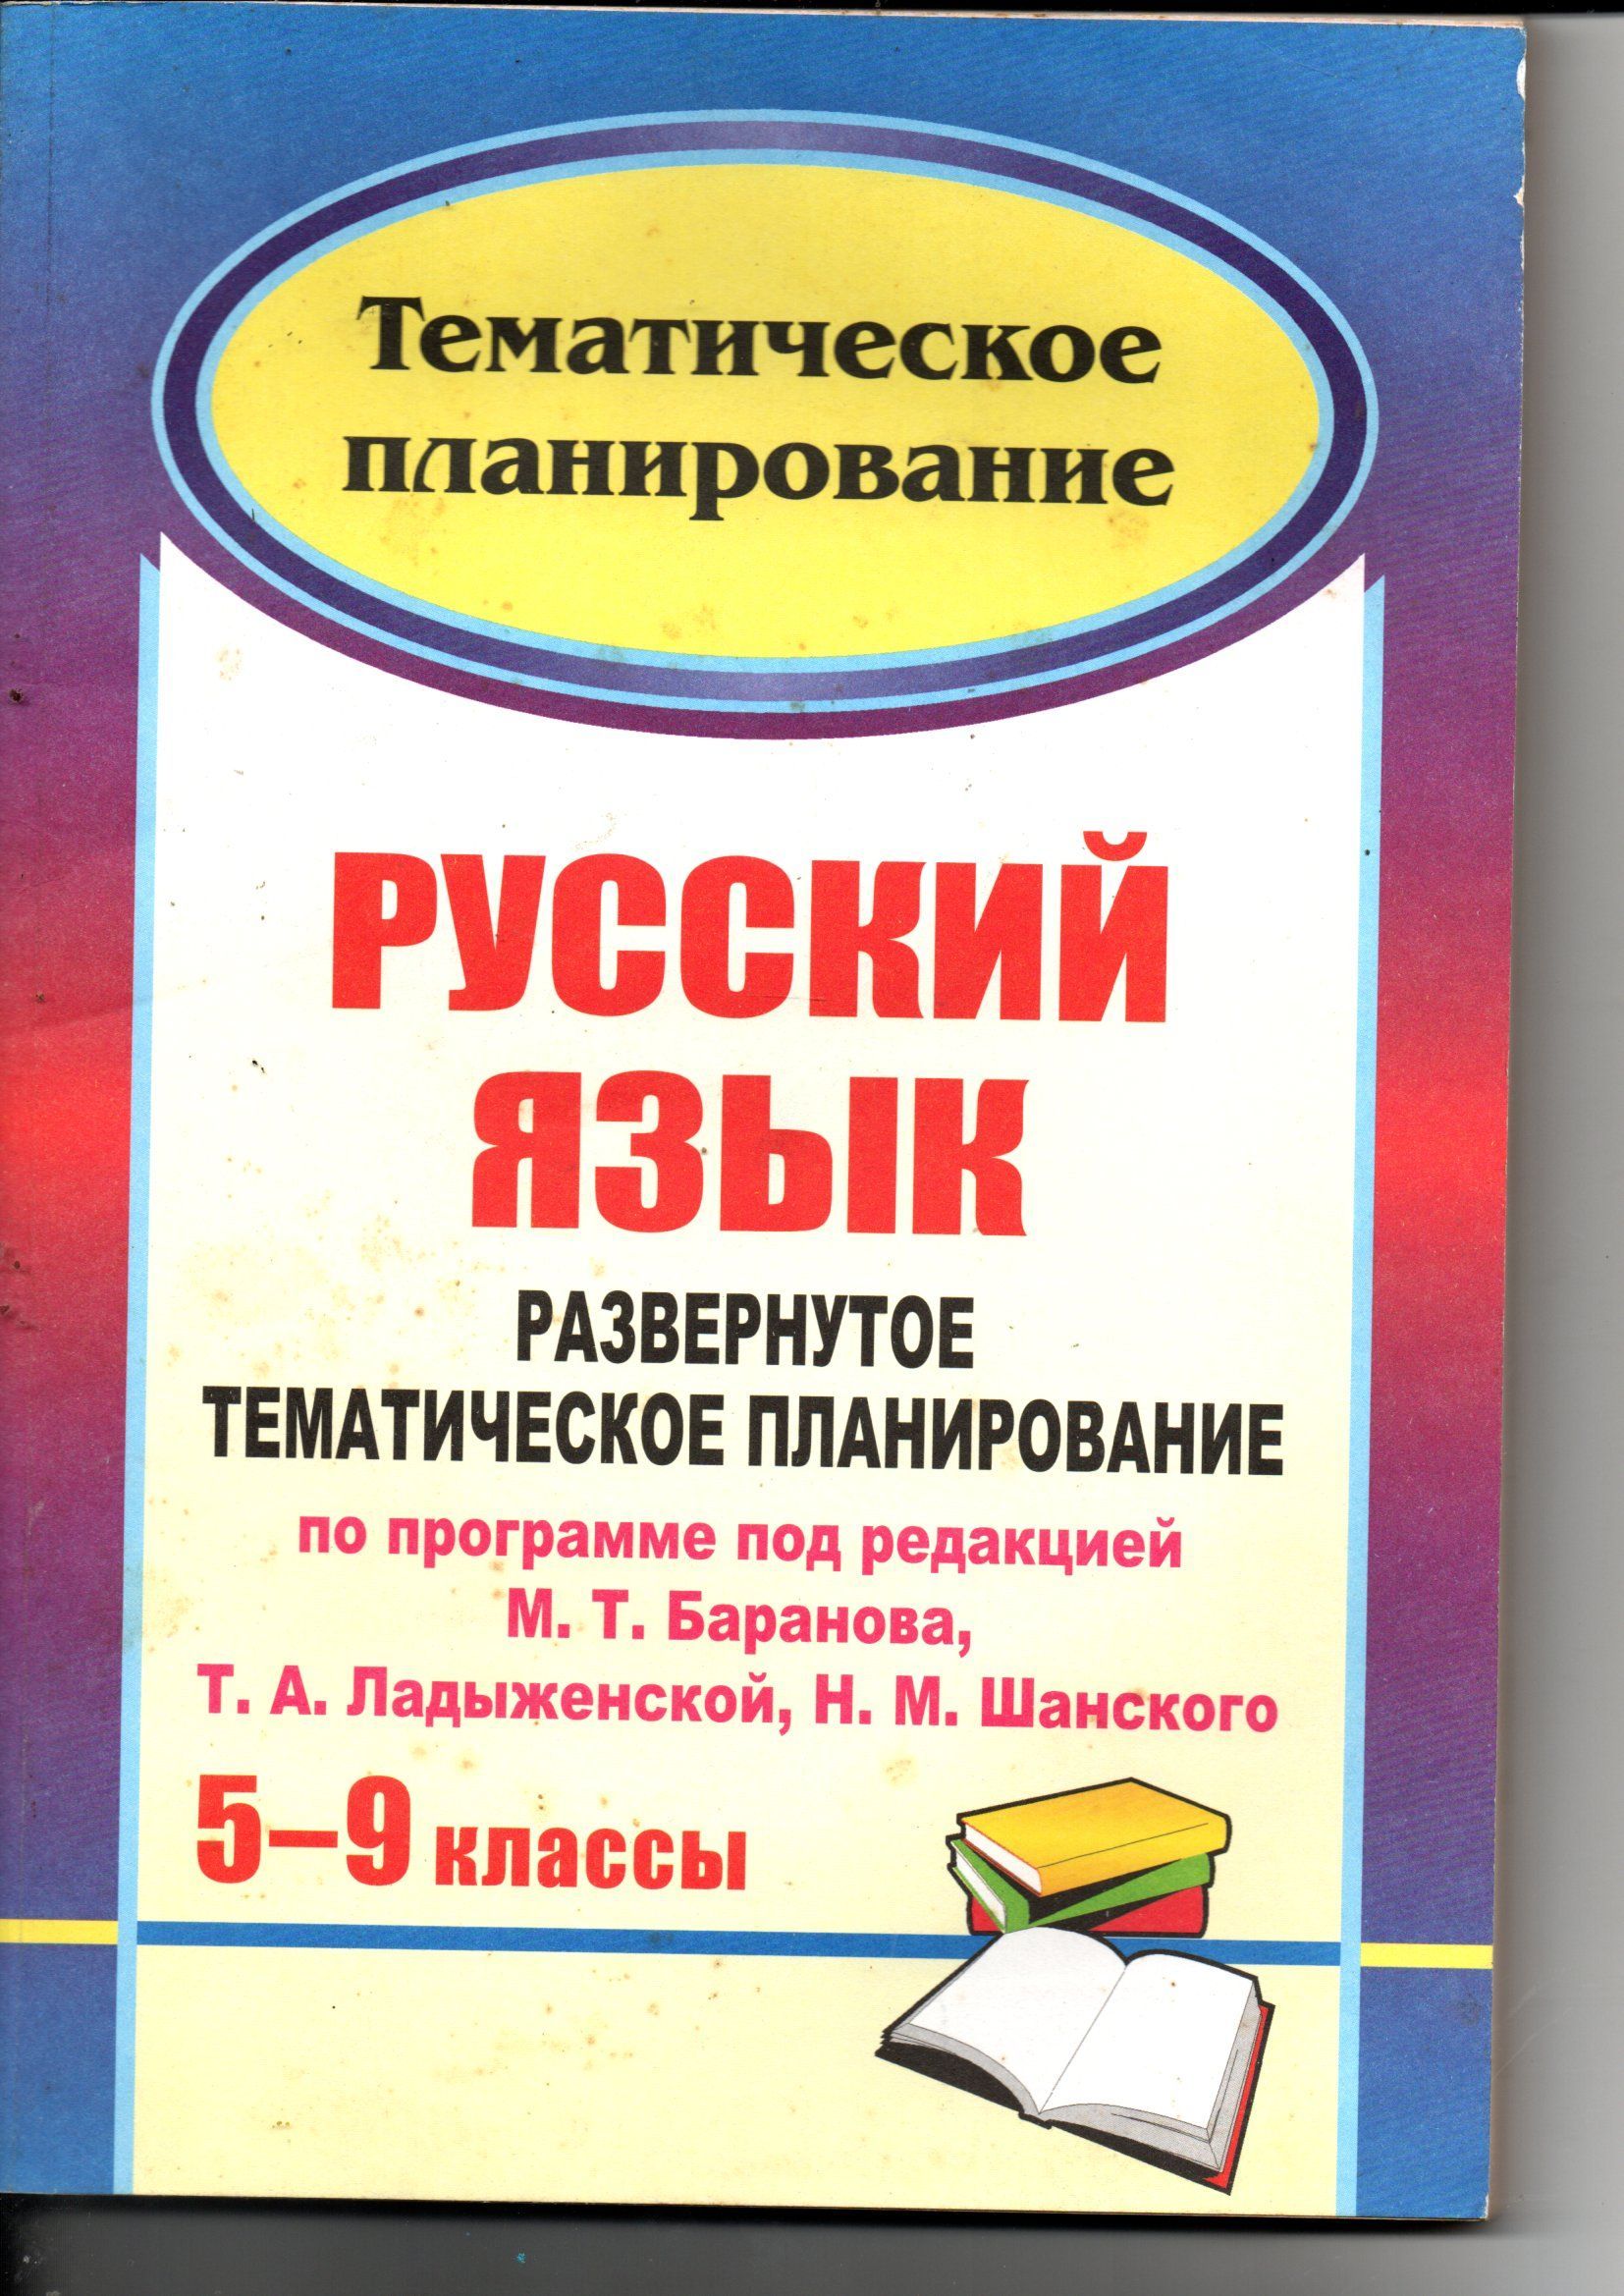 Тематическое
планирование
РУССКИЙ
ЯЗЫК
РАЗВЕРНУТОЕ
ТЕМАТИЧЕСКОЕ ПЛАНИРОВАНИЕ
по программе под редакцией
М. Т. Баранова,
Т. А. Ладыженской, Н. М. Шанского
5–9 классы